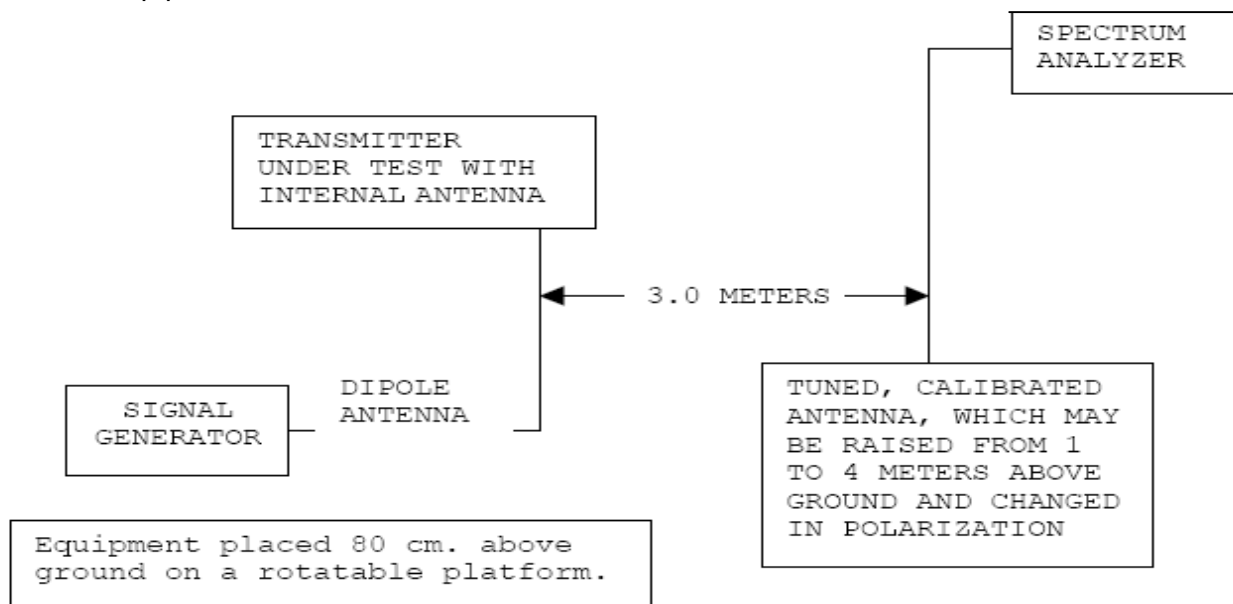 SPECTRUM
ANALYZER
TRANSMITTER
UNDER TEST WITH
INTERNAL ANTENNA
3.0 METERS
DIPOLE
ANTENNA
SIGNAL
GENERATOR
TUNED, CALIBRATED
ANTENNA, WHICH MAY
BE RAISED FROM 1
TO 4 METERS ABOVE
GROUND AND CHANGED
IN POLARIZATION
Equipment placed 80 cm. above
ground on a rotatable platform.